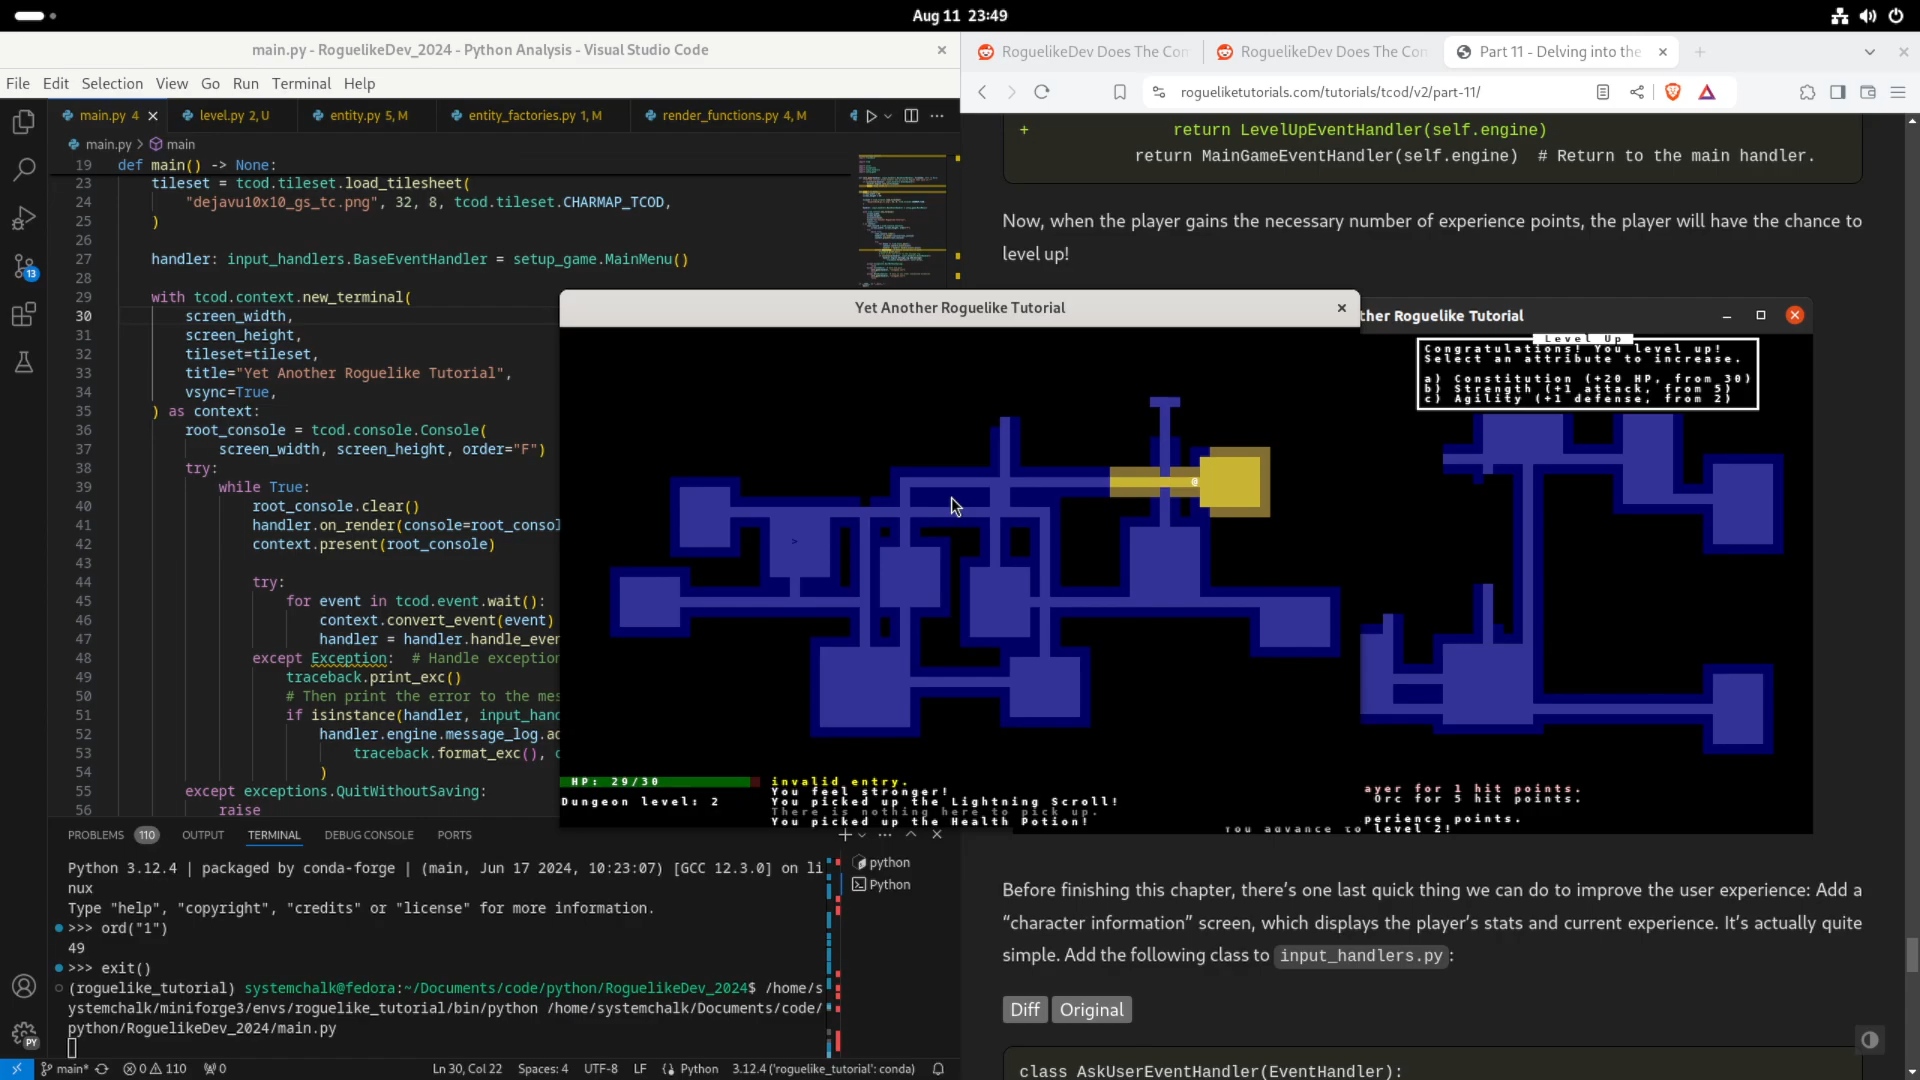 Aug 11 23:49
main.py - RoguelikeDev_2024 - Python Analysis - Visual Studio Code
File Edit Selection View Go Run Terminal Help
main.py 4
level.py 2, U
entity.py 5, M
entity_factories.py 1, M
render_functions.py 4, M
main.py > main
19 def main() -> None:
23 tileset = tcod.tileset.load_tilesheet(
24 "dejavu10x10_gs_tc.png", 32, 8, tcod.tileset.CHARMAP_TCOD,
25 )
26
27 handler: input_handlers.BaseEventHandler = setup_game.MainMenu()
28
29 with tcod.context.new_terminal(
30 screen_width,
31 screen_height,
32 tileset=tileset,
33 title="Yet Another Roguelike Tutorial",
34 vsync=True,
35 ) as context:
36 root_console = tcod.console.Console(
37 screen_width, screen_height, order="F")
38 try:
39 while True:
40 root_console.clear()
41 handler.on_render(console=root_consol
42 context.present(root_console)
43
44 try:
45 for event in tcod.event.wait():
46 context.convert_event(event)
47 handler = handler.handle_even
48 except Exception: # Handle exception
49 traceback.print_exc()
50 # Then print the error to the mes
51 if isinstance(handler, input_hand
52 handler.engine.message_log.ad
53 traceback.format_exc(), c
54 )
55 except exceptions.QuitWithoutSaving:
56 raise
PROBLEMS 110 OUTPUT TERMINAL DEBUG CONSOLE PORTS
Python 3.12.4 | packaged by conda-forge | (main, Jun 17 2024, 10:23:07) [GCC 12.3.0] on li
nux
Type "help", "copyright", "credits" or "license" for more information.
>>> ord("1")
49
>>> exit()
(roguelike_tutorial) systemchalk@fedora:~/Documents/code/python/RoguelikeDev_2024$ /home/s
ystemchalk/miniforge3/envs/roguelike_tutorial/bin/python /home/systemchalk/Documents/code/
python/RoguelikeDev_2024/main.py
python
Python
13
PY
main* 0 110 0 Ln 30, Col 22 Spaces: 4 UTF-8 LF Python 3.12.4 ('roguelike_tutorial': conda)
RoguelikeDev Does The Con
RoguelikeDev Does The Con
Part 11 - Delving into the
rogueliketutorials.com/tutorials/tcod/v2/part-11/
+ return LevelUpEventHandler(self.engine)
return MainGameEventHandler(self.engine) # Return to the main handler.
Now, when the player gains the necessary number of experience points, the player will have the chance to
level up!
Yet Another Roguelike Tutorial
ther Roguelike Tutorial
Level Up
Congratulations! You level up!
Select an attribute to increase.
a) Constitution (+20 HP, from 30)
b) Strength (+1 attack, from 5)
c) Agility (+1 defense, from 2)
@
>
HP: 29/30
Dungeon level: 2
invalid entry.
You feel stronger!
You picked up the Lightning Scroll!
There is nothing here to pick up.
You picked up the Health Potion!
ayer for 1 hit points.
Orc for 5 hit points.
perience points.
You advance to level 2!
Before finishing this chapter, there's one last quick thing we can do to improve the user experience: Add a
“character information” screen, which displays the player's stats and current experience. It's actually quite
simple. Add the following class to input_handlers.py:
Diff Original
class AskUserEventHandler(EventHandler):